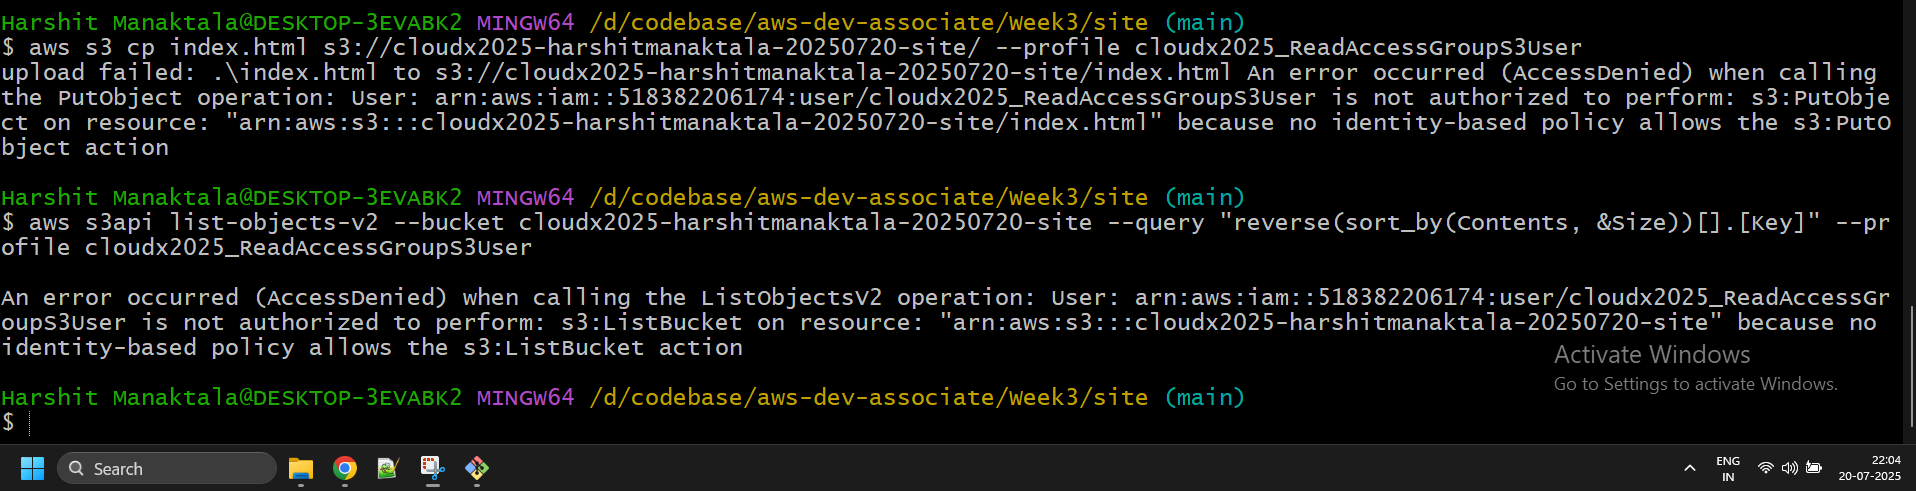 Harshit Manaktala@DESKTOP-3EVABK2 MINGW64 /d/codebase/aws-dev-associate/Week3/site (main)
$ aws s3 cp index.html s3://cloudx2025-harshitmanaktala-20250720-site/ --profile cloudx2025_ReadAccessGroupS3User
upload failed: .\index.html to s3://cloudx2025-harshitmanaktala-20250720-site/index.html An error occurred (AccessDenied) when calling
the PutObject operation: User: arn:aws:iam::518382206174:user/cloudx2025_ReadAccessGroupS3User is not authorized to perform: s3:PutObje
ct on resource: "arn:aws:s3:::cloudx2025-harshitmanaktala-20250720-site/index.html" because no identity-based policy allows the s3:PutO
bject action
Harshit Manaktala@DESKTOP-3EVABK2 MINGW64 /d/codebase/aws-dev-associate/Week3/site (main)
$ aws s3api list-objects-v2 --bucket cloudx2025-harshitmanaktala-20250720-site --query "reverse(sort_by(Contents, &Size))[].[Key]" --pr
ofile cloudx2025_ReadAccessGroupS3User
An error occurred (AccessDenied) when calling the ListObjectsV2 operation: User: arn:aws:iam::518382206174:user/cloudx2025_ReadAccessGr
oupS3User is not authorized to perform: s3:ListBucket on resource: "arn:aws:s3:::cloudx2025-harshitmanaktala-20250720-site" because no
identity-based policy allows the s3:ListBucket action
Activate Windows
Go to Settings to activate Windows.
Harshit Manaktala@DESKTOP-3EVABK2 MINGW64 /d/codebase/aws-dev-associate/Week3/site (main)
$
Search
ENG
IN
22:04
20-07-2025